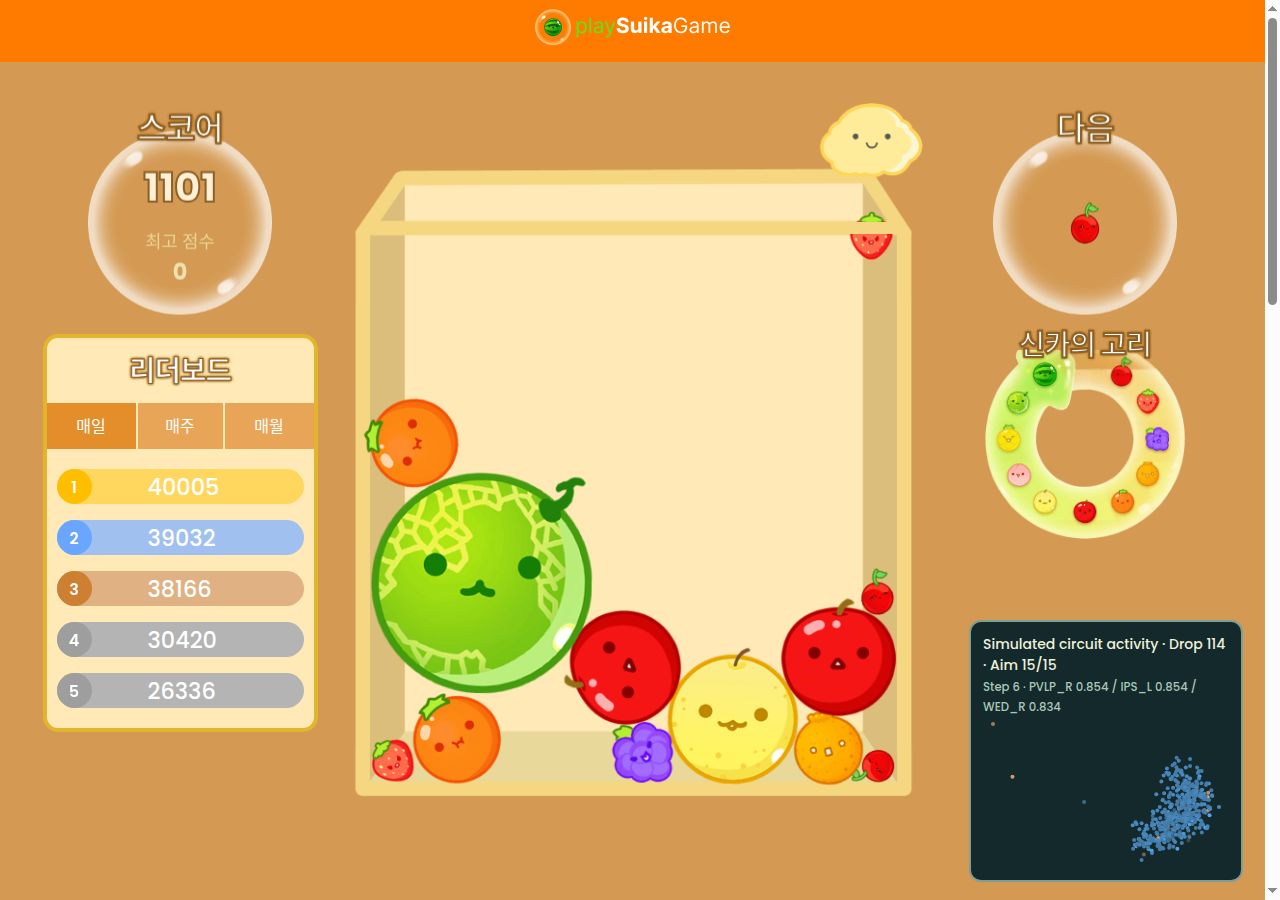 playSuikaGame
스코어
1101
최고 점수
0
다음
신카의 고리
리더보드
매일 매주 매월
1 40005
2 39032
3 38166
4 30420
5 26336
Simulated circuit activity · Drop 114
· Aim 15/15
Step 6 · PVLP_R 0.854 / IPS_L 0.854 /
WED_R 0.834